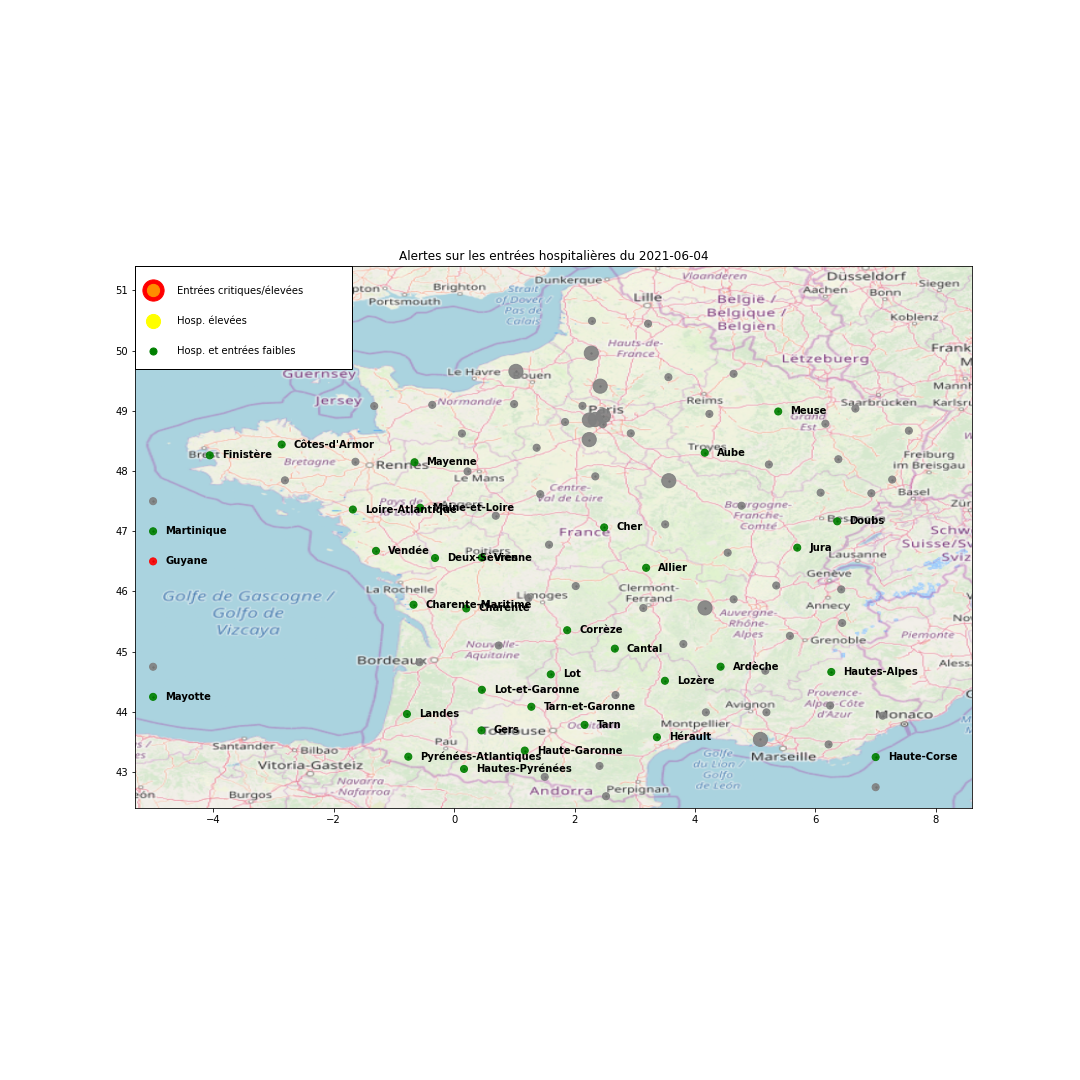 Alertes sur les entrées hospitalières du 2021-06-04
Entrées critiques/élevées
Hosp. élevées
Hosp. et entrées faibles
51
50
49
48
47
46
45
44
43
−4
−2
0
2
4
6
8
Brighton
Portsmouth
Strait
of Dover /
Pas de
Calais
Dunkerque
Lille
Vlaanderen
België /
Belgique /
Belgien
Düsseldorf
Aachen
Bonn
Siegen
Koblenz
Letzebuerg
Hauts-de-
France
Guernsey
Jersey
Le Havre
Normandie
Paris
Reims
Meuse
Grand
Est
Saarbrücken
Côtes-d'Armor
Finistère
Bretagne
Rennes
Mayenne
Le Mans
Troyes
Aube
Freiburg
im Breisgau
Basel
Pays de
la Loire
Loire-Atlantique
Maine-et-Loire
Centre-
Val de Loire
Bourgogne-
Franche-
Comté
Martinique
Cher
France
Doubs
Guyane
Vendée
Deux-Sèvres
Poitiers
Vienne
Jura
Lausanne
Allier
Genève
La Rochelle
Limoges
Clermont-
Ferrand
Annecy
Golfe de Gascogne /
Golfo de
Vizcaya
Charente-Maritime
Charente
Auvergne-
Rhône-
Alpes
Corrèze
Grenoble
Piemonte
Cantal
Nouvelle-
Aquitaine
Bordeaux
Mayotte
Lot
Ardèche
Hautes-Alpes
Lozère
Lot-et-Garonne
Tarn-et-Garonne
Avignon
Provence-
Alpes-Côte
d'Azur
Landes
Tarn
Montpellier
Monaco
Gers
Hérault
Pau
Haute-Garonne
Santander
Bilbao
Vitoria-Gasteiz
Burgos
Navarra
- Nafarroa
Pyrénées-Atlantiques
Hautes-Pyrénées
Andorra
Perpignan
Golfe
du Lion /
Golfo
de León
Marseille
Haute-Corse